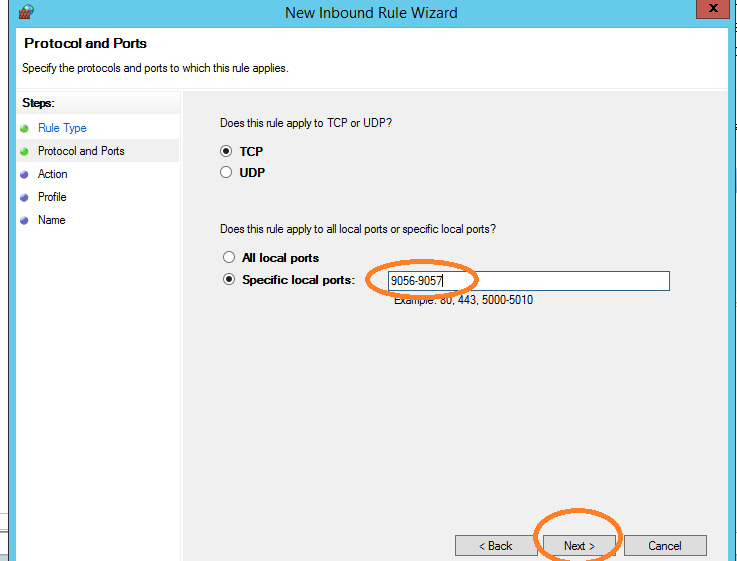 New Inbound Rule Wizard
X
Protocol and Ports
Specify the protocols and ports to which this rule applies.
Steps:
Rule Type
Protocol and Ports
Action
Profile
Name
Does this rule apply to TCP or UDP?
TCP
UDP
Does this rule apply to all local ports or specific local ports?
All local ports
Specific local ports: 9056-9057
Example: 80, 443, 5000-5010
< Back Next > Cancel